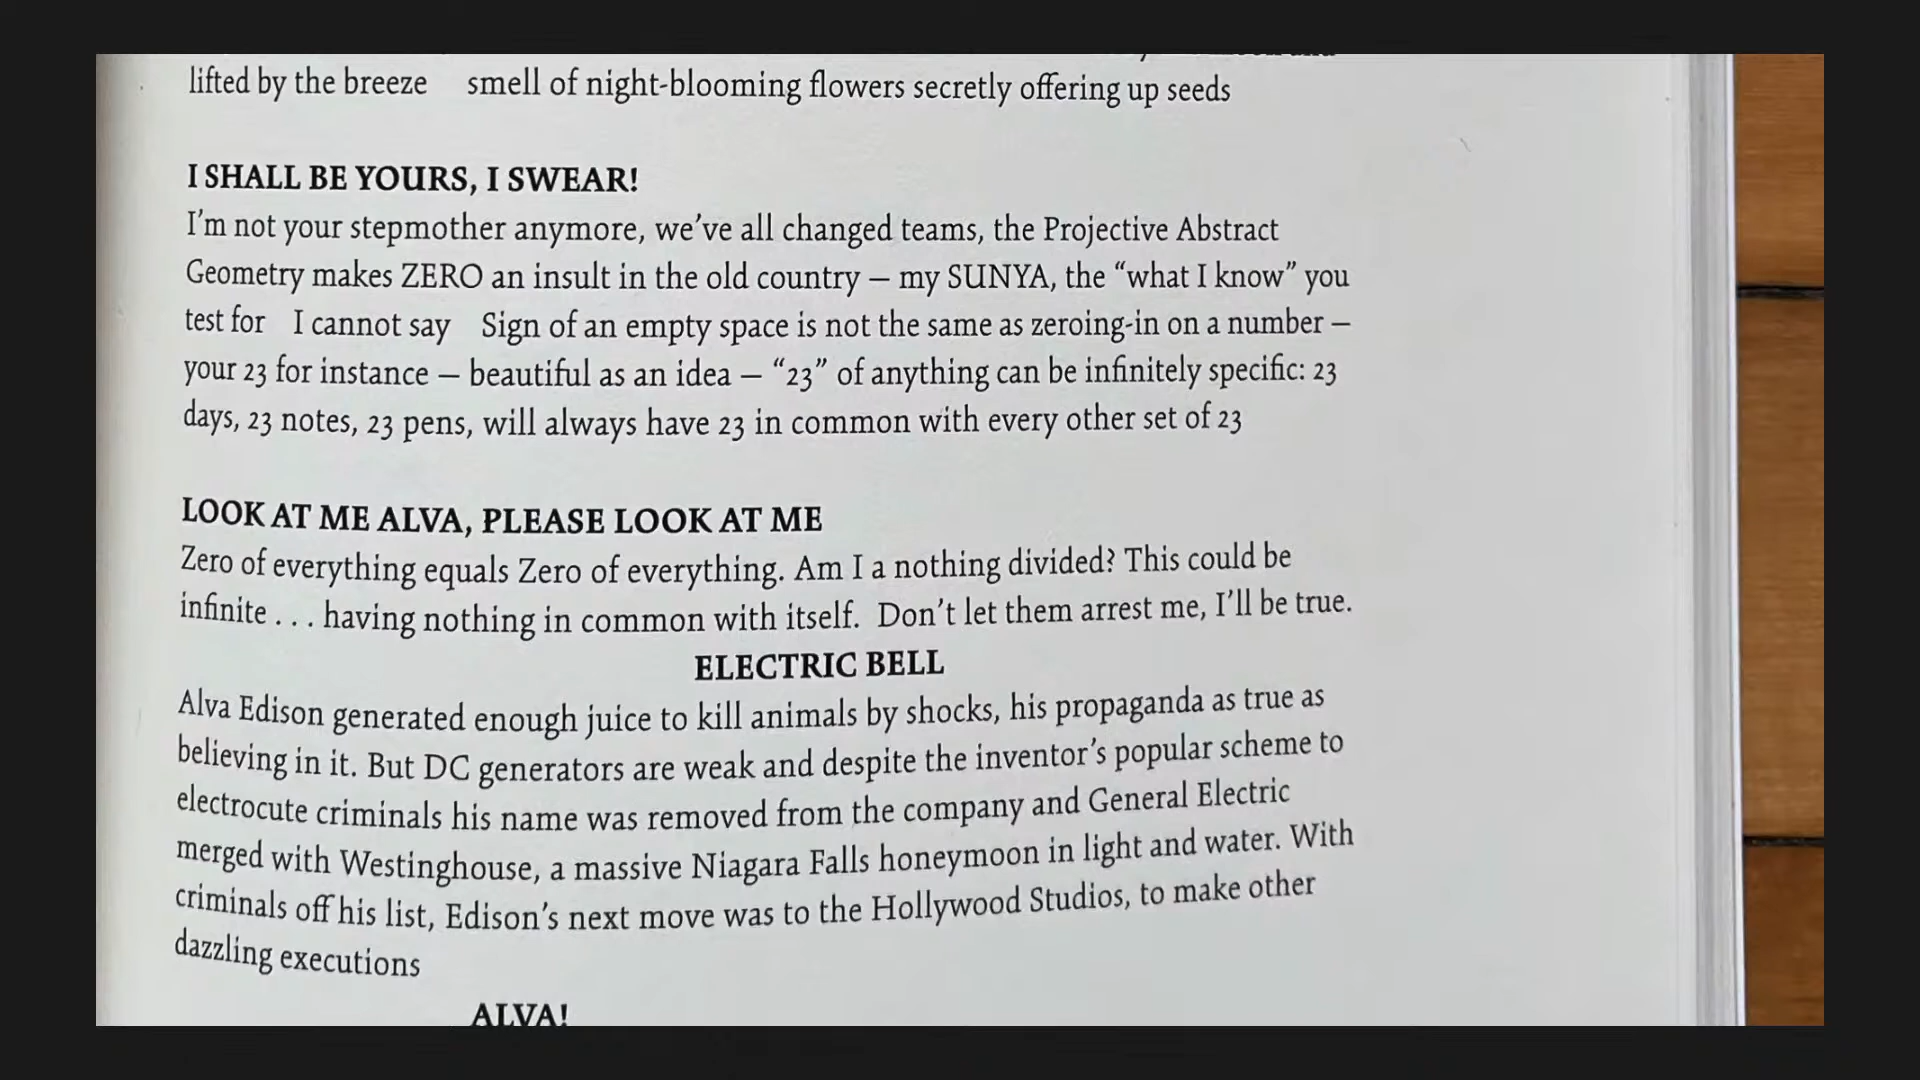 lifted by the breeze smell of night-blooming flowers secretly offering up seeds
I SHALL BE YOURS, I SWEAR!
I’m not your stepmother anymore, we’ve all changed teams, the Projective Abstract
Geometry makes ZERO an insult in the old country – my SUNYA, the “what I know” you
test for I cannot say Sign of an empty space is not the same as zeroing-in on a number –
your 23 for instance – beautiful as an idea – “23” of anything can be infinitely specific: 23
days, 23 notes, 23 pens, will always have 23 in common with every other set of 23
LOOK AT ME ALVA, PLEASE LOOK AT ME
Zero of everything equals Zero of everything. Am I a nothing divided? This could be
infinite . . . having nothing in common with itself. Don’t let them arrest me, I’ll be true.
ELECTRIC BELL
Alva Edison generated enough juice to kill animals by shocks, his propaganda as true as
believing in it. But DC generators are weak and despite the inventor’s popular scheme to
electrocute criminals his name was removed from the company and General Electric
merged with Westinghouse, a massive Niagara Falls honeymoon in light and water. With
criminals off his list, Edison’s next move was to the Hollywood Studios, to make other
dazzling executions
ALVA!